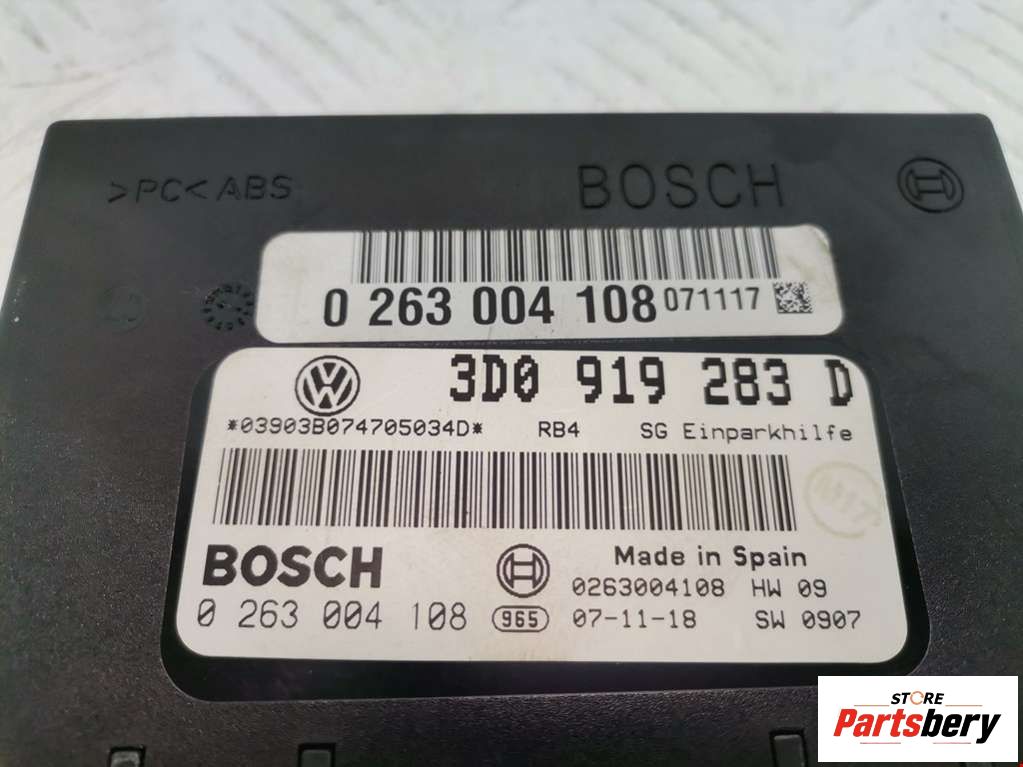 >PC<ABS
BOSCH
0 263 004 108 071117
3D0 919 283 D
*03903B074705034D* RB4 SG Einparkhilfe
Made in Spain
BOSCH
0263004108 HW 09
0 263 004 108 965 07-11-18 SW 0907
STORE
Partsbery